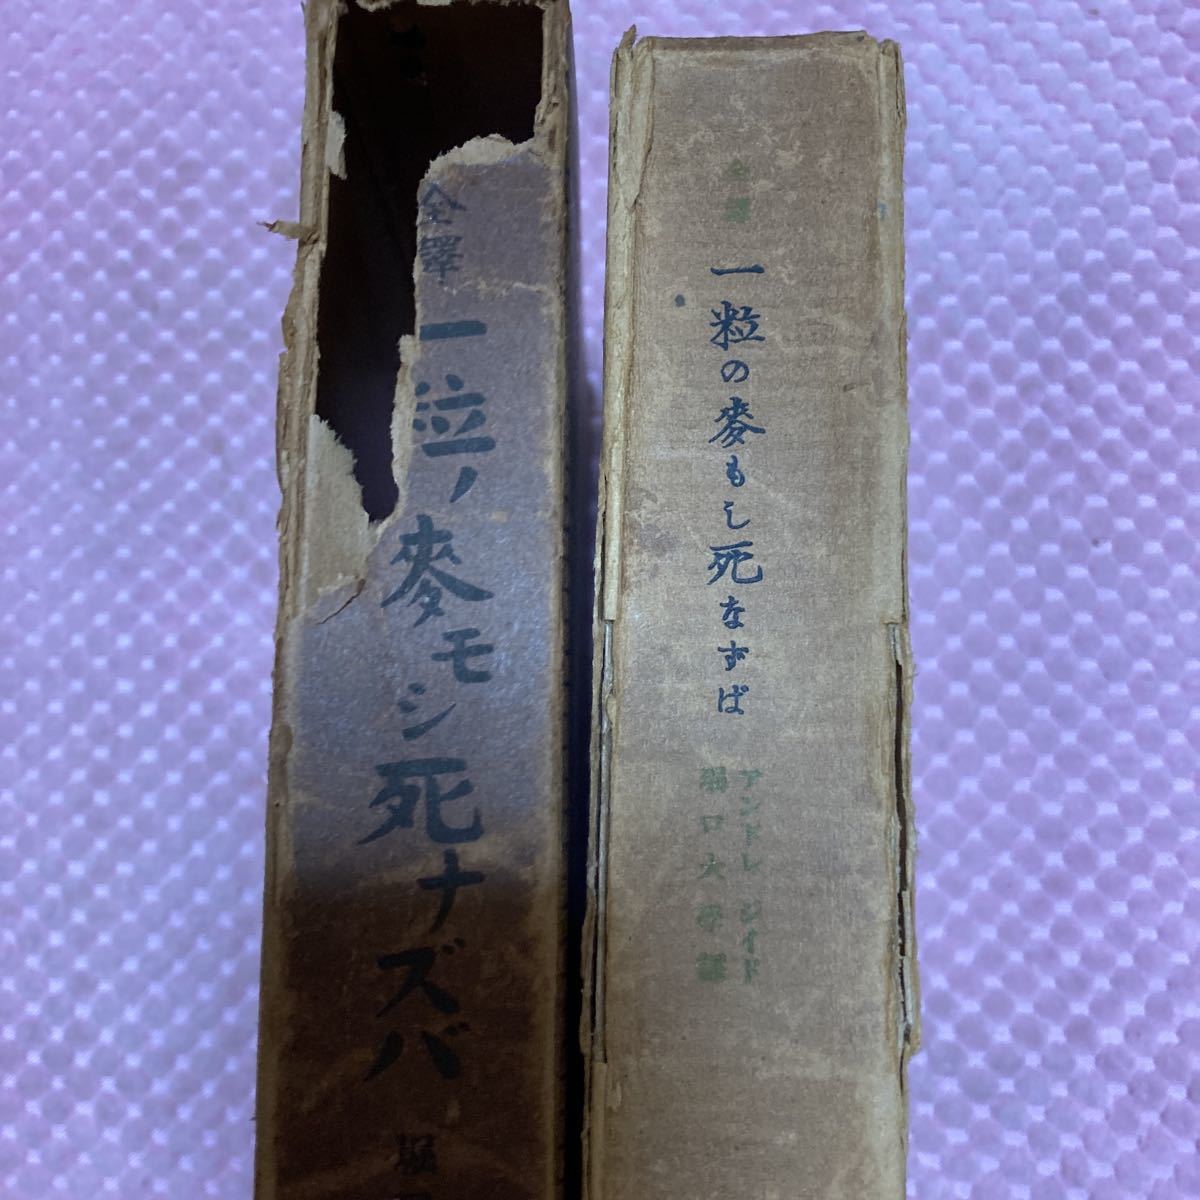 全譯
一粒ノ麥モシ死ナズバ
堀
全譯
一粒の麥もし死なずば
アンドレ ジイド
堀口大學譯